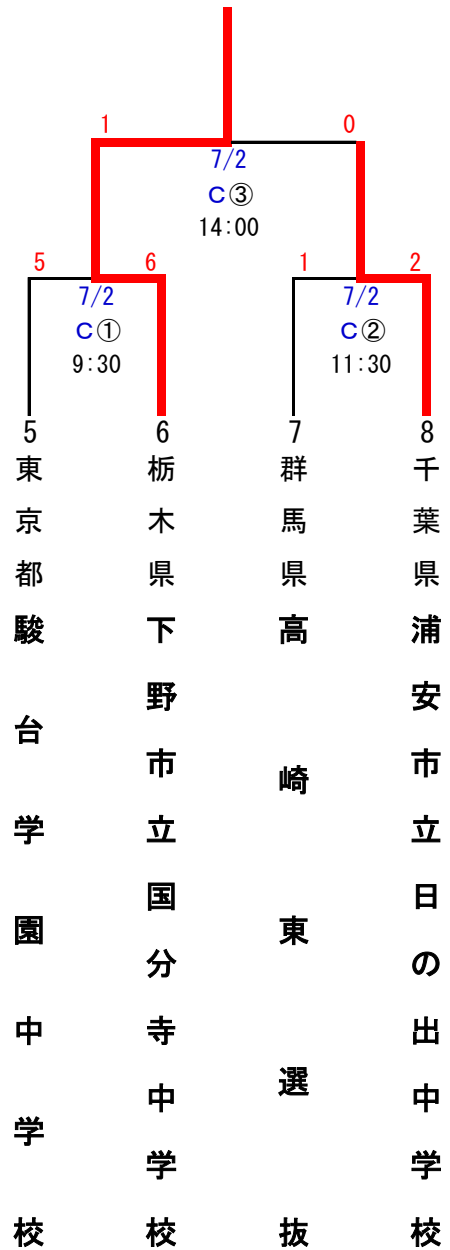 1 0
7/2
C③
14:00
5 6 1 2
7/2 7/2
C① C②
9:30 11:30
5 6 7 8
東京都 栃木県 群馬県 千葉県
駿台学園中学校
下野市立国分寺中学校
高崎東選抜
浦安市立日の出中学校